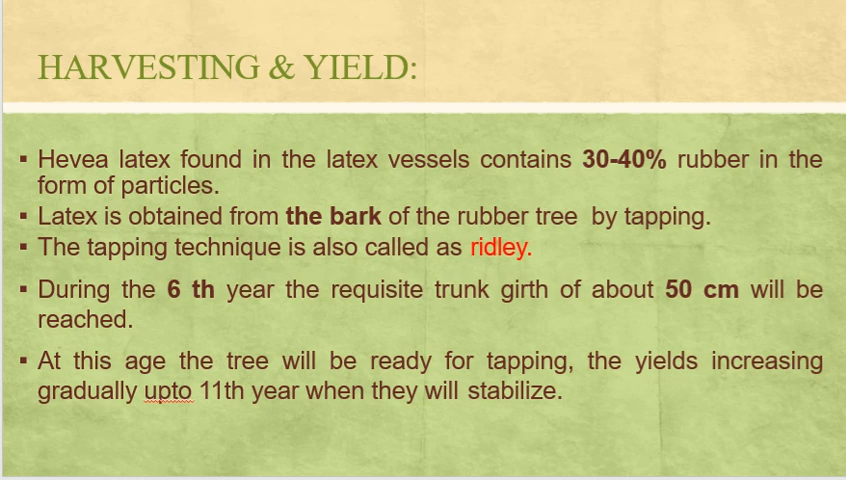 HARVESTING & YIELD:
▪ Hevea latex found in the latex vessels contains 30-40% rubber in the
form of particles.
▪ Latex is obtained from the bark of the rubber tree by tapping.
▪ The tapping technique is also called as ridley.
▪ During the 6 th year the requisite trunk girth of about 50 cm will be
reached.
▪ At this age the tree will be ready for tapping, the yields increasing
gradually upto 11th year when they will stabilize.